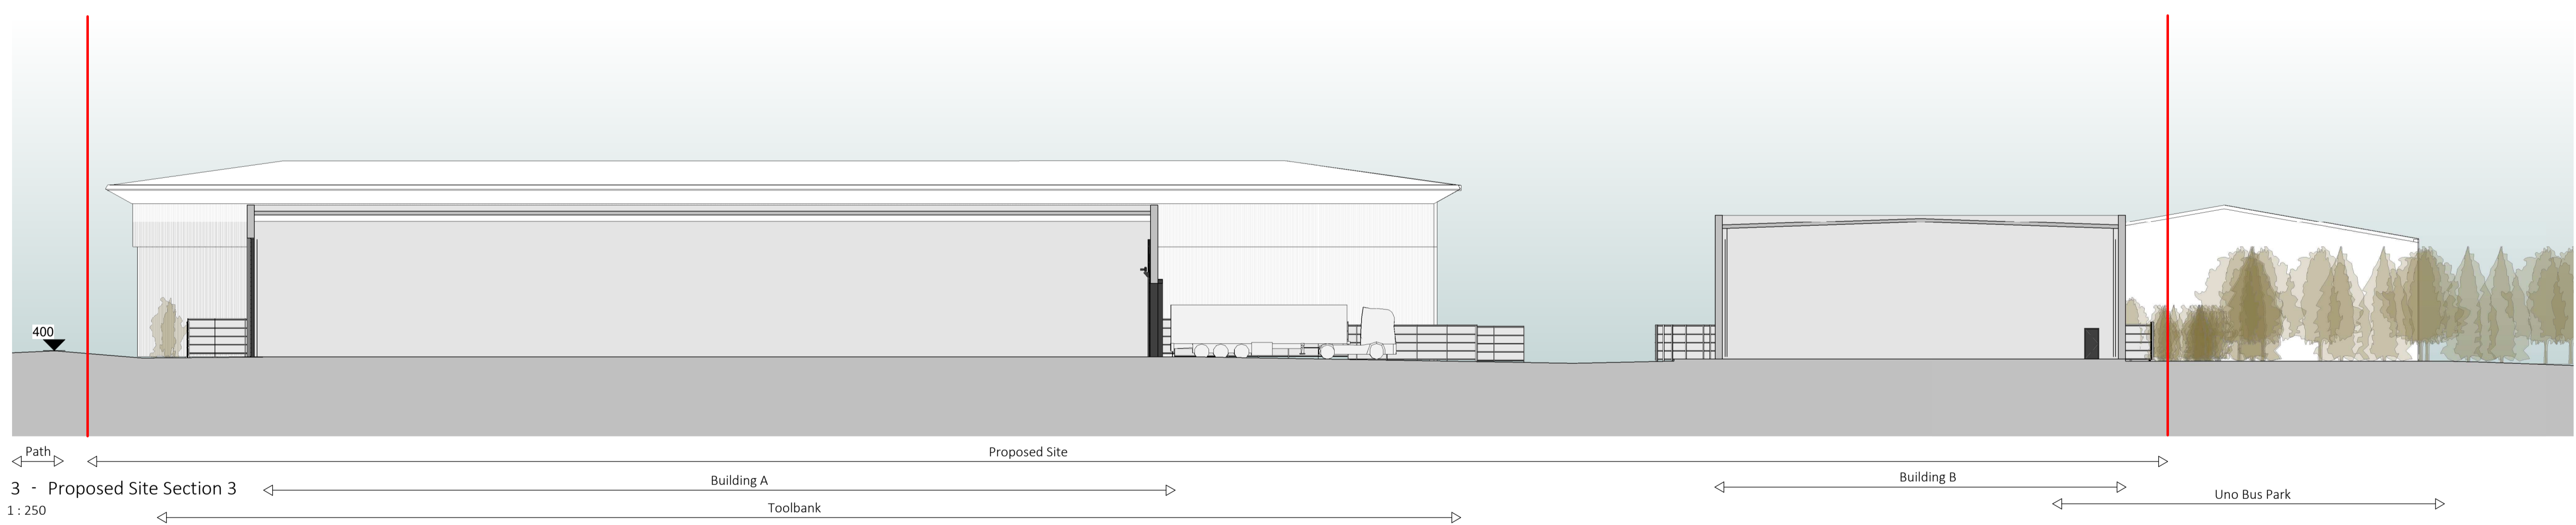 400
Path
Proposed Site
3 - Proposed Site Section 3
Building A
Building B
Uno Bus Park
1 : 250
Toolbank